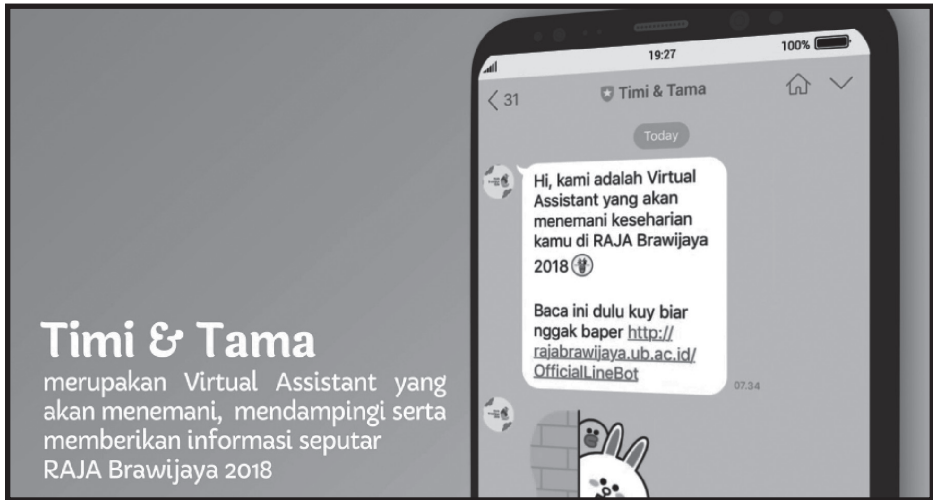 19:27
100%
31
Timi & Tama
Today
Hi, kami adalah Virtual
Assistant yang akan
menemani keseharian
kamu di RAJA Brawijaya
2018
Baca ini dulu kuy biar
nggak baper http://
rajabrawijaya.ub.ac.id/
OfficialLineBot
07.34
Timi & Tama
merupakan Virtual Assistant yang
akan menemani, mendampingi serta
memberikan informasi seputar
RAJA Brawijaya 2018